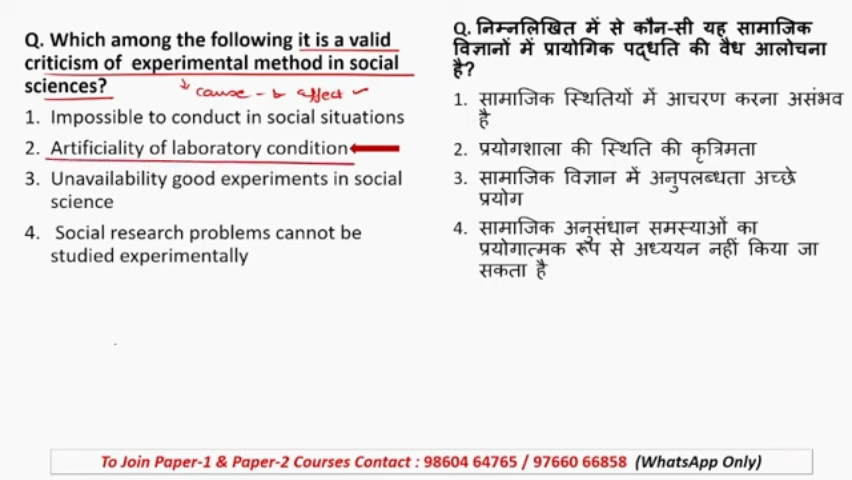 Q. Which among the following it is a valid
criticism of experimental method in social
sciences?
cause → affect
1. Impossible to conduct in social situations
2. Artificiality of laboratory condition
3. Unavailability good experiments in social
science
4. Social research problems cannot be
studied experimentally
Q. निम्नलिखित में से कौन-सी यह सामाजिक
विज्ञानों में प्रायोगिक पद्धति की वैध आलोचना
है?
1. सामाजिक स्थितियों में आचरण करना असंभव
है
2. प्रयोगशाला की स्थिति की कृत्रिमता
3. सामाजिक विज्ञान में अनुपलब्धता अच्छे
प्रयोग
4. सामाजिक अनुसंधान समस्याओं का
प्रयोगात्मक रूप से अध्ययन नहीं किया जा
सकता है
To Join Paper-1 & Paper-2 Courses Contact : 98604 64765 / 97660 66858 (WhatsApp Only)